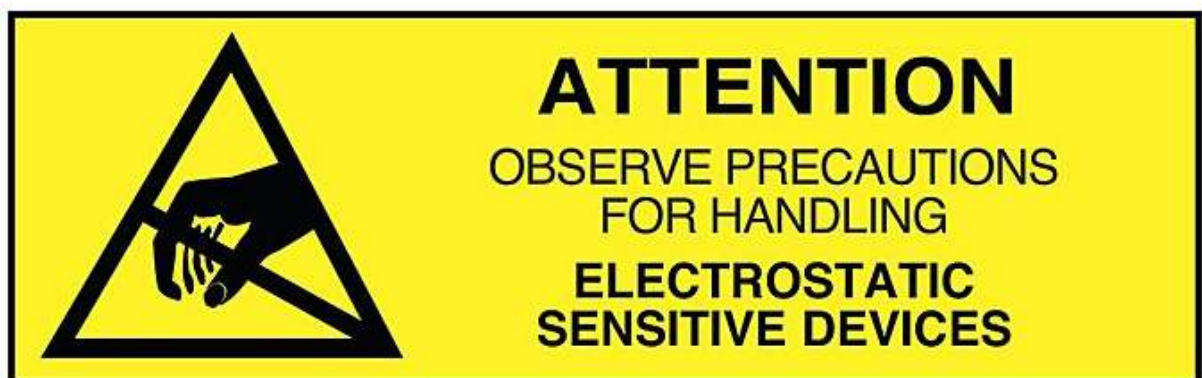 ATTENTION
OBSERVE PRECAUTIONS
FOR HANDLING
ELECTROSTATIC
SENSITIVE DEVICES